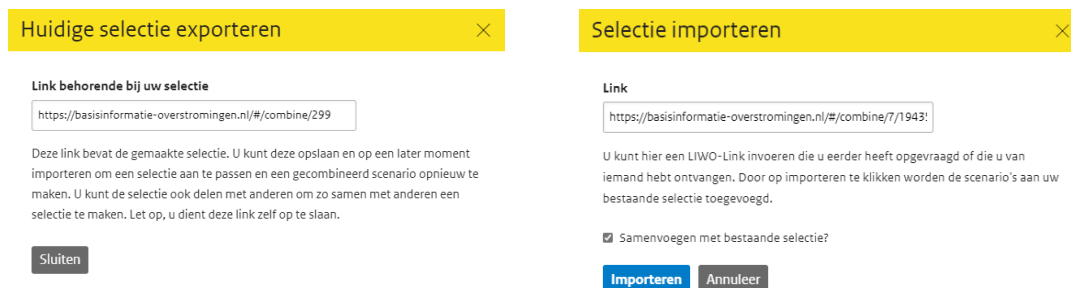 Huidige selectie exporteren
Link behorende bij uw selectie
https://basisinformatie-overstromingen.nl/#/combine/299
Deze link bevat de gemaakte selectie. U kunt deze opslaan en op een later moment
importeren om een selectie aan te passen en een gecombineerd scenario opnieuw te
maken. U kunt de selectie ook delen met anderen om zo samen met anderen een
selectie te maken. Let op, u dient deze link zelf op te slaan.
Sluiten
Selectie importeren
Link
https://basisinformatie-overstromingen.nl/#/combine/7/1943
U kunt hier een LIWO-Link invoeren die u eerder heeft opgevraagd of die u van
iemand hebt ontvangen. Door op importeren te klikken worden de scenario's aan uw
bestaande selectie toegevoegd.
Samenvoegen met bestaande selectie?
Importeren Annuleer